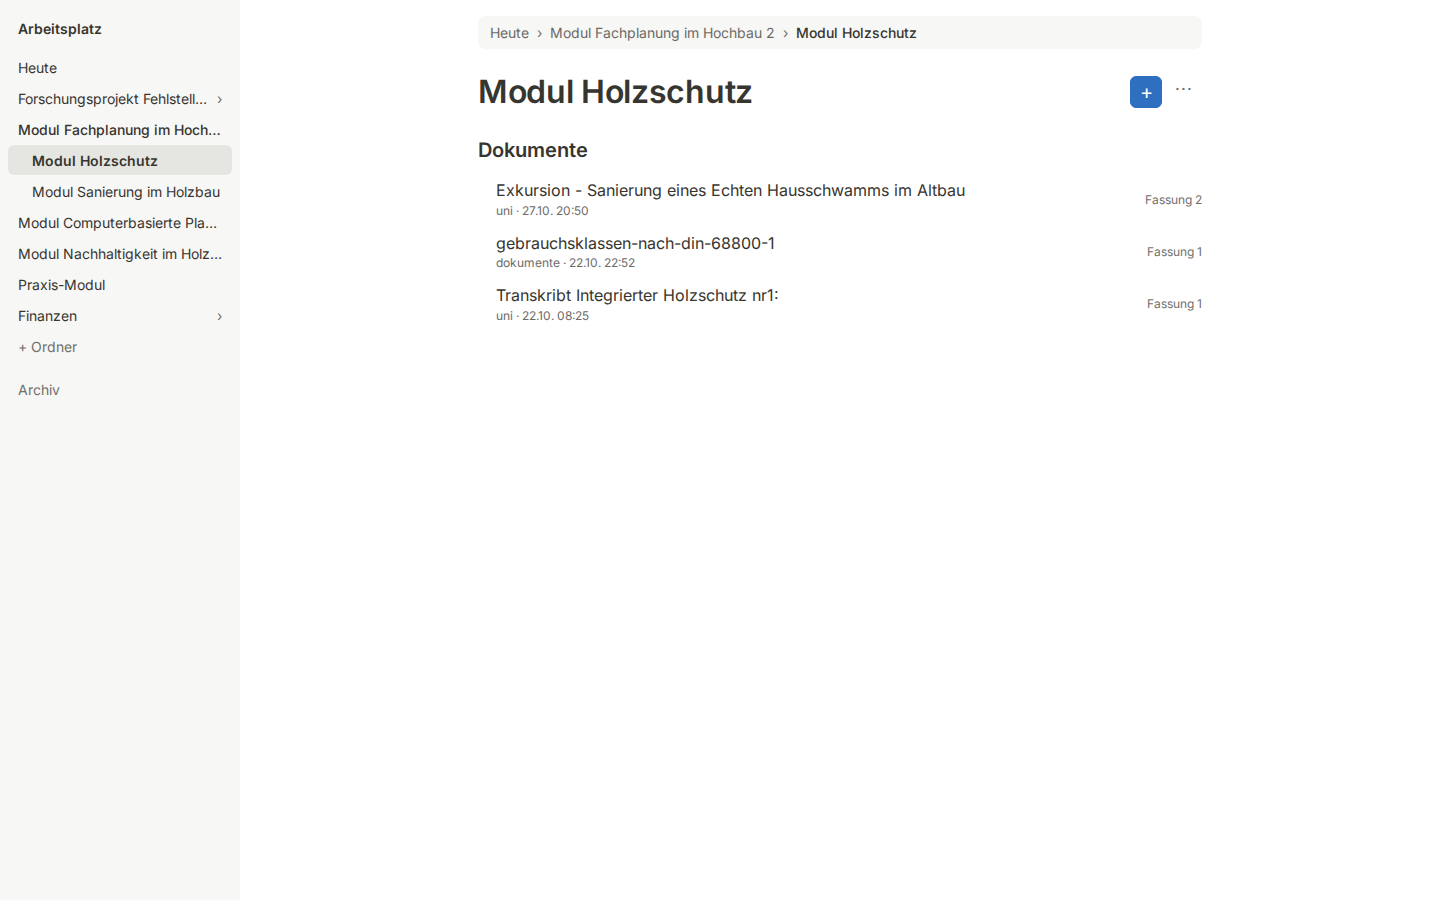 Arbeitsplatz
Heute
Forschungsprojekt Fehlstell... ›
Modul Fachplanung im Hoch...
Modul Holzschutz
Modul Sanierung im Holzbau
Modul Computerbasierte Pla...
Modul Nachhaltigkeit im Holz...
Praxis-Modul
Finanzen ›
+ Ordner
Archiv
Heute › Modul Fachplanung im Hochbau 2 › Modul Holzschutz
Modul Holzschutz
+ ...
Dokumente
Exkursion - Sanierung eines Echten Hausschwamms im Altbau
uni · 27.10. 20:50
Fassung 2
gebrauchsklassen-nach-din-68800-1
dokumente · 22.10. 22:52
Fassung 1
Transkribt Integrierter Holzschutz nr1:
uni · 22.10. 08:25
Fassung 1